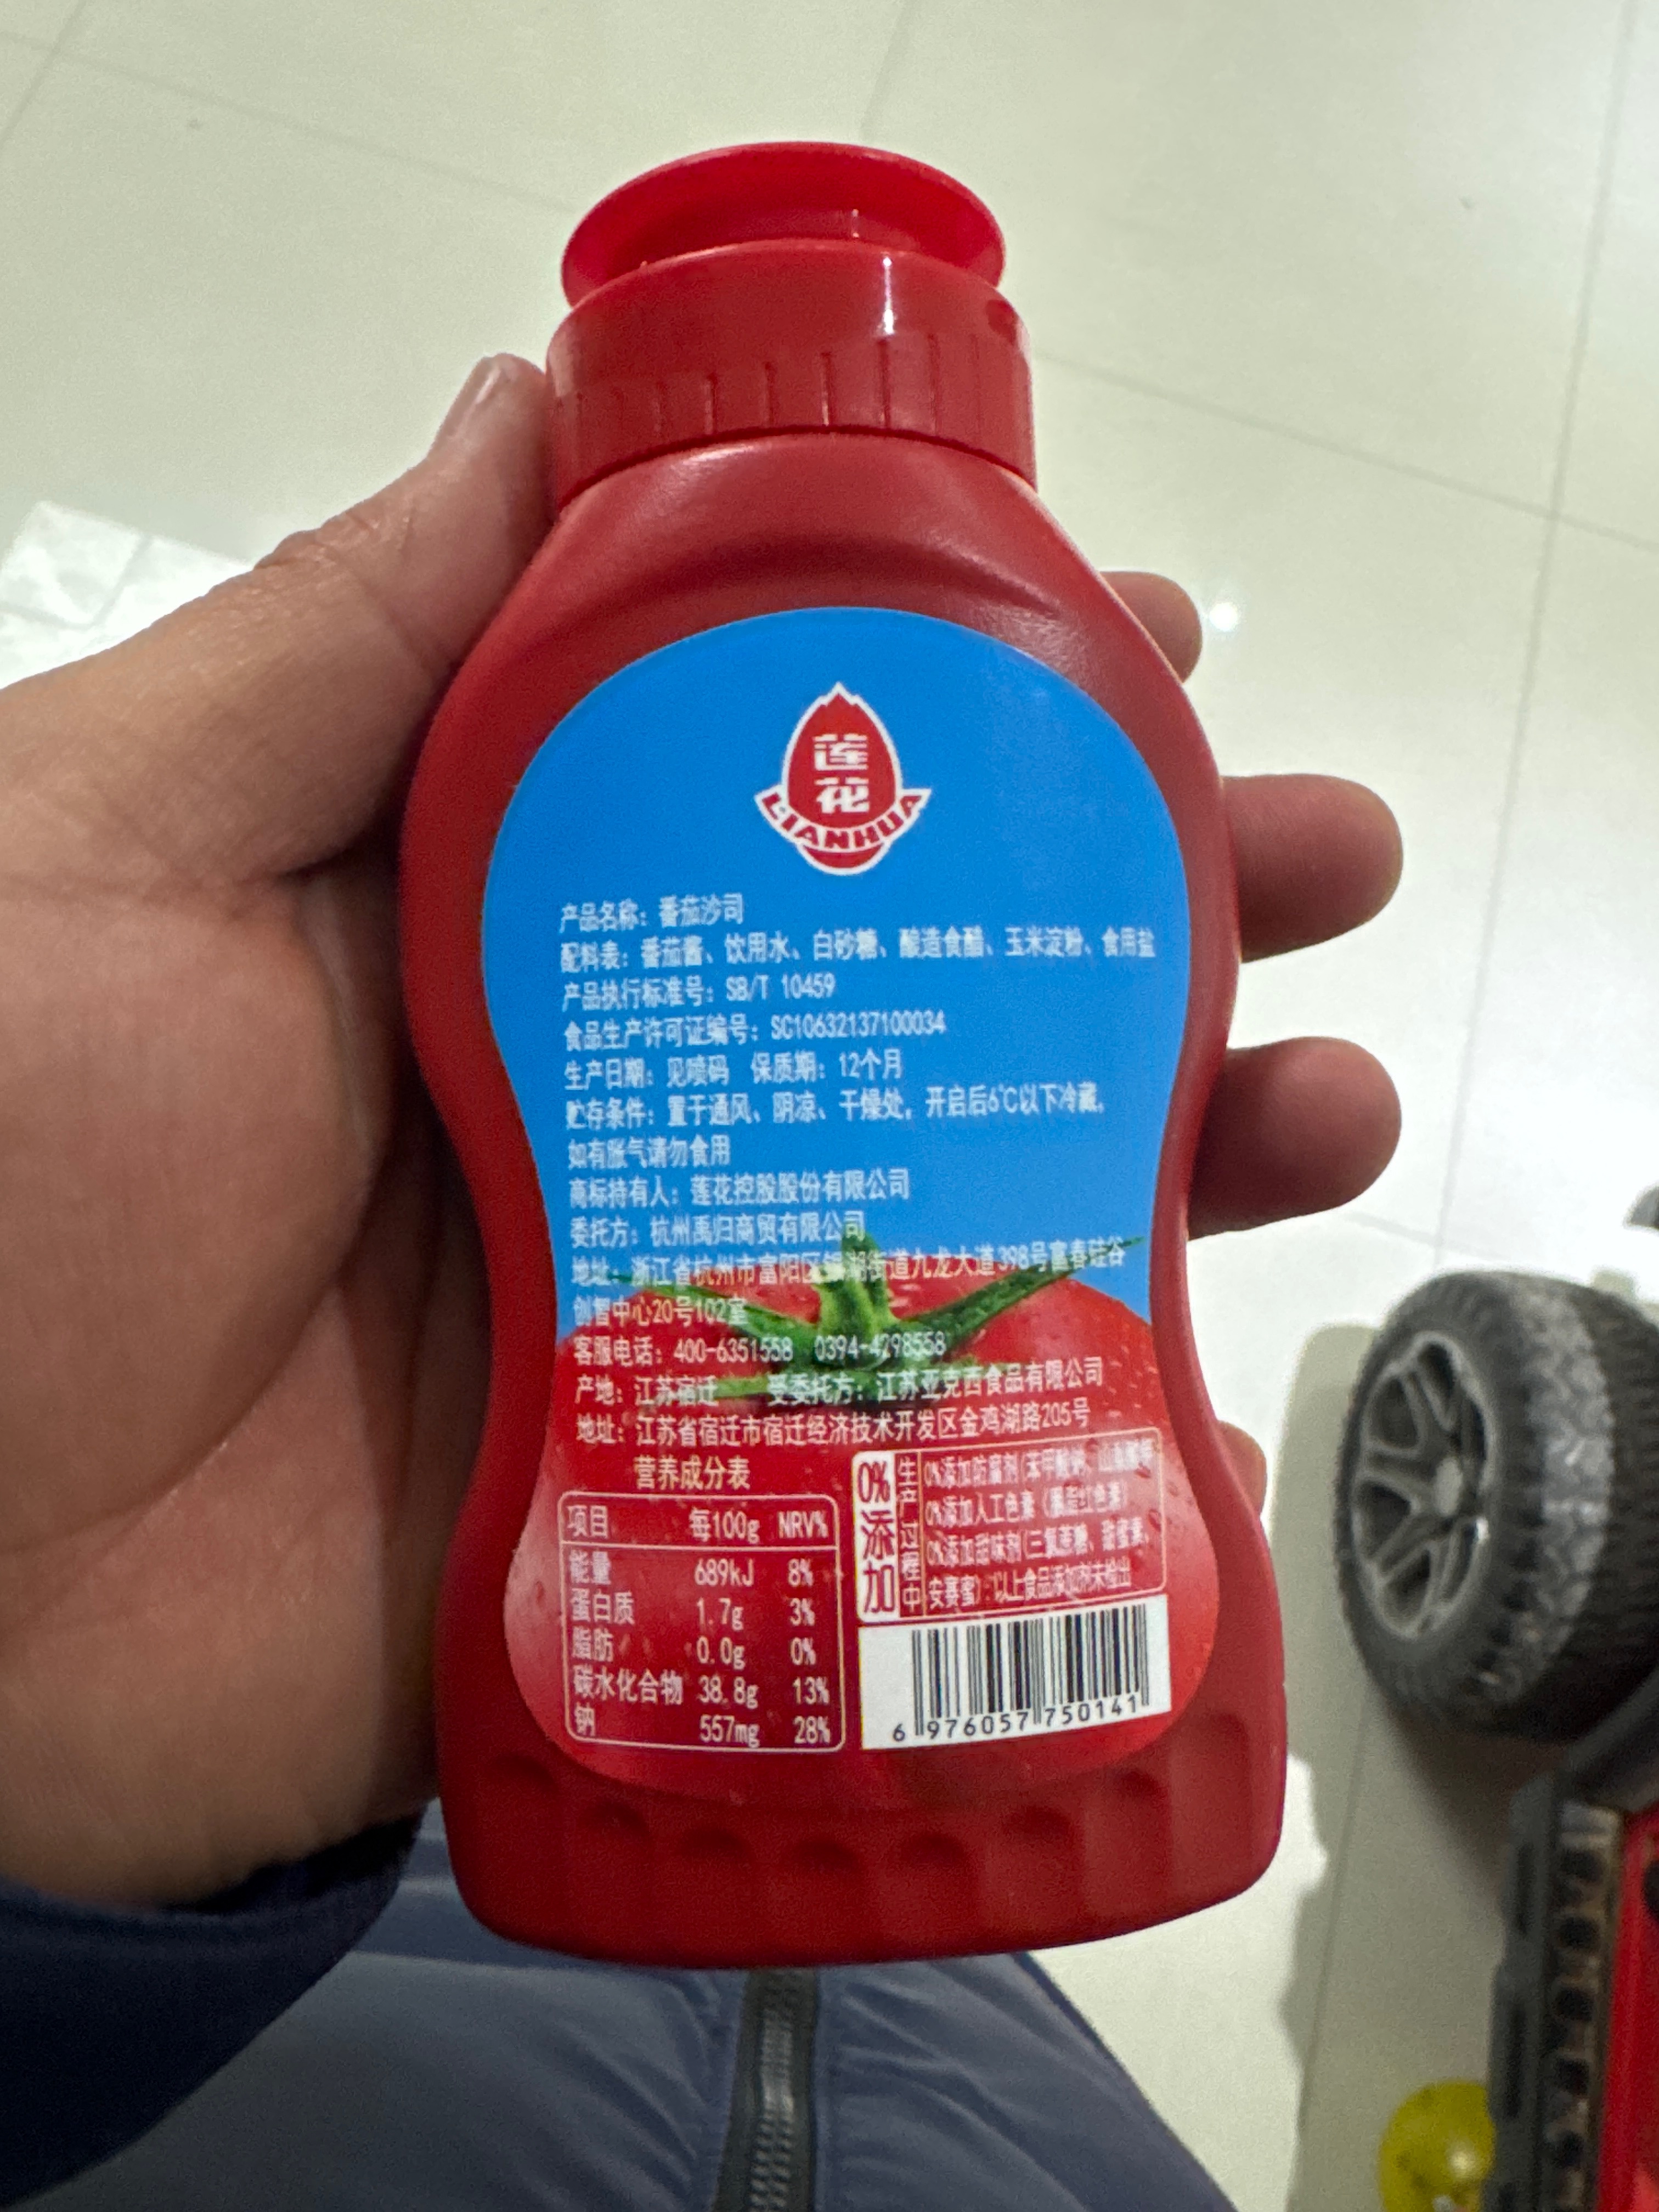 莲花
LIANHUA
产品名称：番茄沙司
配料表：番茄酱、饮用水、白砂糖、酿造食醋、玉米淀粉、食用盐
产品执行标准号：SB/T 10459
食品生产许可证编号：SC10632137100034
生产日期：见喷码 保质期：12个月
贮存条件：置于通风、阴凉、干燥处，开启后6℃以下冷藏，
如有胀气请勿食用
商标持有人：莲花控股股份有限公司
委托方：杭州禹归商贸有限公司
地址：浙江省杭州市富阳区银湖街道九龙大道398号富春硅谷
创智中心20号102室
客服电话：400-6351558 0394-4298558
产地：江苏宿迁 受委托方：江苏亚克西食品有限公司
地址：江苏省宿迁市宿迁经济技术开发区金鸡湖路205号
营养成分表
项目 每100g NRV%
能量 689kJ 8%
蛋白质 1.7g 3%
脂肪 0.0g 0%
碳水化合物 38.8g 13%
钠 557mg 28%
0%添加
生产过程中
0%添加防腐剂(苯甲酸钠、山梨酸钾
0%添加人工色素（胭脂红色素）
0%添加甜味剂(三氯蔗糖、甜蜜素、
安赛蜜)：以上食品添加剂未检出
6 976057 750141